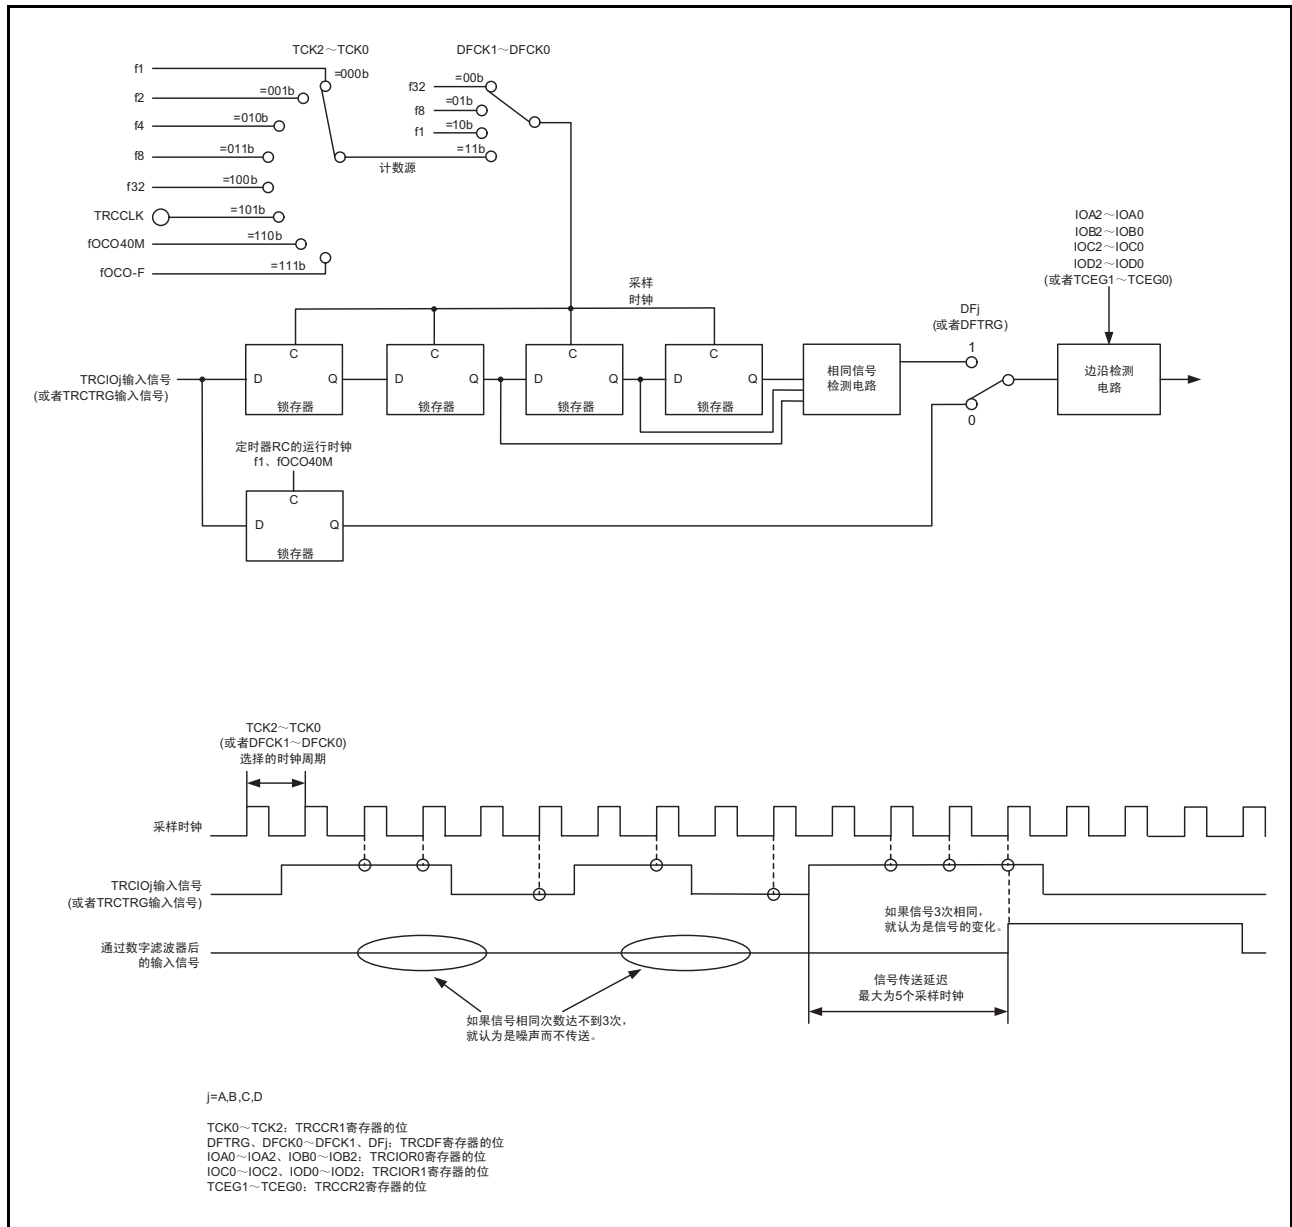 TCK2～TCK0
DFCK1～DFCK0
f1
=000b
f2
=001b
f4
=010b
f8
=011b
f32
=100b
TRCCLK
=101b
fOCO40M
=110b
fOCO-F
=111b
f32
=00b
f8
=01b
f1
=10b
=11b
计数源
采样
时钟
IOA2～IOA0
IOB2～IOB0
IOC2～IOC0
IOD2～IOD0
(或者TCEG1～TCEG0)
DFj
(或者DFTRG)
1
0
TRCIOj输入信号
(或者TRCTRG输入信号)
C
D
Q
锁存器
C
D
Q
锁存器
C
D
Q
锁存器
C
D
Q
锁存器
相同信号
检测电路
边沿检测
电路
定时器RC的运行时钟
f1、fOCO40M
C
D
Q
锁存器
TCK2～TCK0
(或者DFCK1～DFCK0)
选择的时钟周期
采样时钟
TRCIOj输入信号
(或者TRCTRG输入信号)
如果信号3次相同，
就认为是信号的变化。
通过数字滤波器后
的输入信号
信号传送延迟
最大为5个采样时钟
如果信号相同次数达不到3次，
就认为是噪声而不传送。
j=A,B,C,D
TCK0～TCK2：TRCCR1寄存器的位
DFTRG、DFCK0～DFCK1、DFj：TRCDF寄存器的位
IOA0～IOA2、IOB0～IOB2：TRCIOR0寄存器的位
IOC0～IOC2、IOD0～IOD2：TRCIOR1寄存器的位
TCEG1～TCEG0：TRCCR2寄存器的位